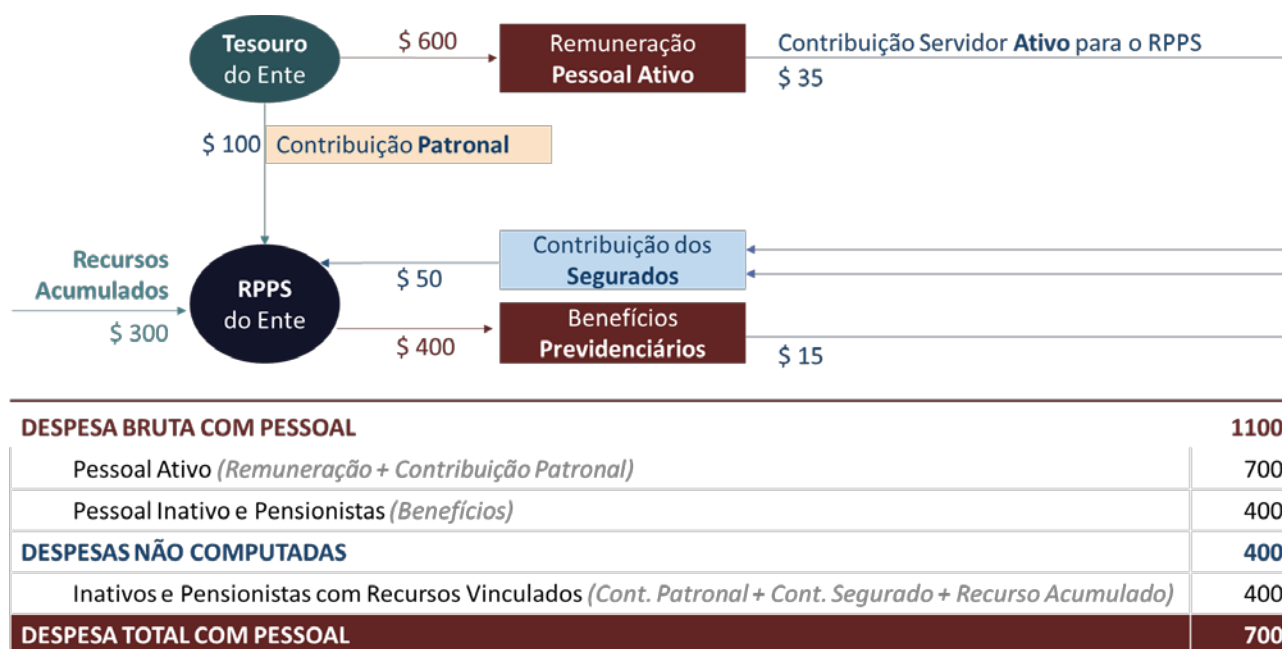 Tesouro
do Ente
$ 600
Remuneração
Pessoal Ativo
Contribuição Servidor Ativo para o RPPS
$ 35
$ 100
Contribuição Patronal
Recursos
Acumulados
$ 300
RPPS
do Ente
$ 50
Contribuição dos
Segurados
$ 400
Benefícios
Previdenciários
$ 15
DESPESA BRUTA COM PESSOAL 1100
Pessoal Ativo (Remuneração + Contribuição Patronal) 700
Pessoal Inativo e Pensionistas (Benefícios) 400
DESPESAS NÃO COMPUTADAS 400
Inativos e Pensionistas com Recursos Vinculados (Cont. Patronal + Cont. Segurado + Recurso Acumulado) 400
DESPESA TOTAL COM PESSOAL 700